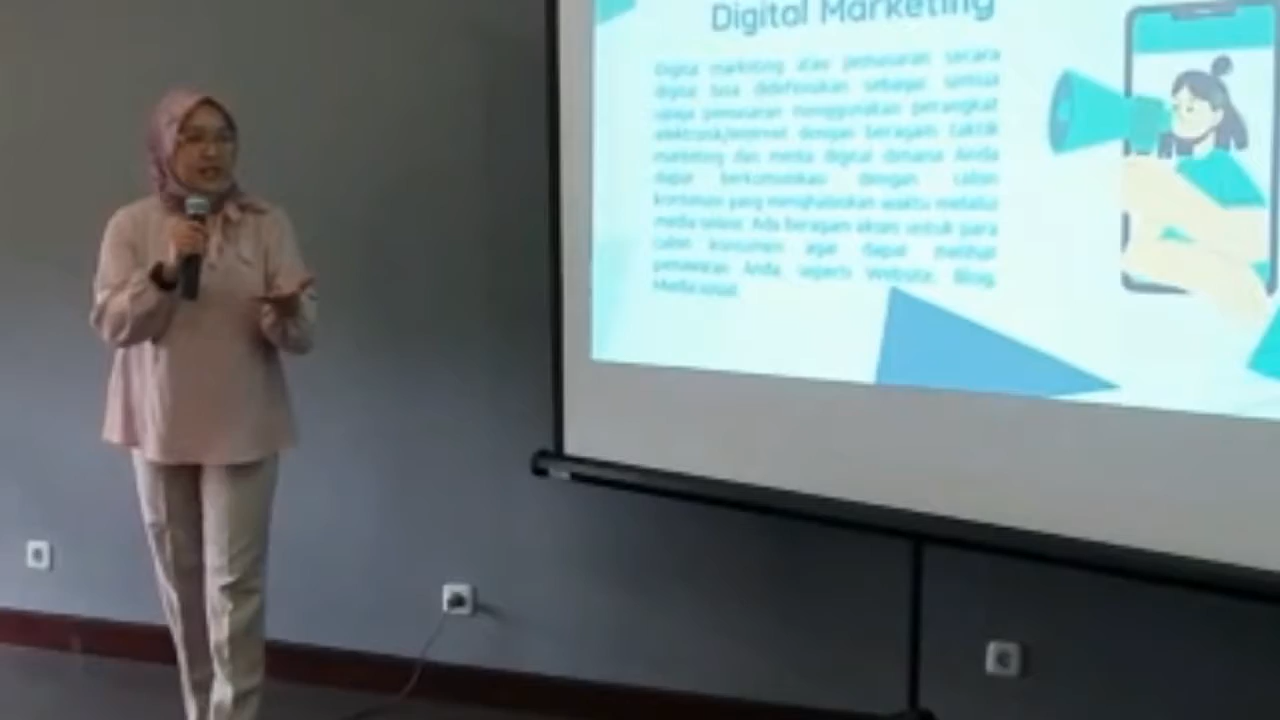 Digital Marketing
Digital marketing atau pemasaran secara
digital bisa didefinisikan sebagai semua
upaya pemasaran menggunakan perangkat
elektronik/internet dengan beragam taktik
marketing dan media digital dimana Anda
dapat berkomunikasi dengan calon
konsumen yang menghabiskan waktu melalui
media online. Ada beragam akses untuk para
calon konsumen agar dapat melihat
penawaran Anda seperti Website, Blog,
Media sosial